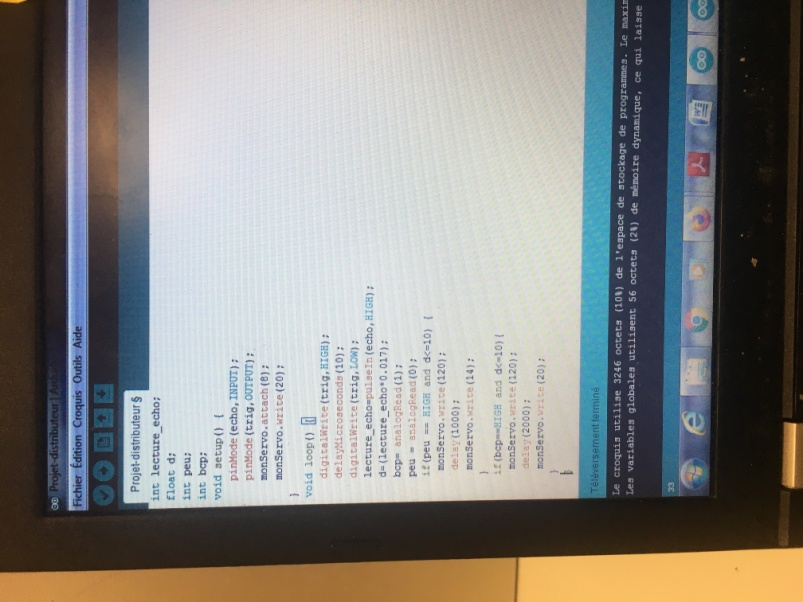 Projet-distributeur
Fichier Édition Croquis Outils Aide
Projet-distributeur §
int lecture_echo;
float d;
int peu;
int bcp;
void setup() {
pinMode(echo,INPUT);
pinMode(trig,OUTPUT);
monServo.attach(8);
monServo.write(20);
}
void loop() {
digitalWrite(trig,HIGH);
delayMicroseconds(10);
digitalWrite(trig,LOW);
lecture_echo=pulseIn(echo,HIGH);
d=(lecture_echo*0.017);
bcp= analogRead(1);
peu = analogRead(0);
if(peu == HIGH and d<=10) {
monServo.write(120);
delay(1000);
monServo.write(14);
}
if(bcp==HIGH and d<=10){
monServo.write(120);
delay(2000);
monServo.write(20);
}
}
Téléversement terminé
Le croquis utilise 3246 octets (10%) de l'espace de stockage de programmes. Le
Les variables globales utilisent 56 octets (2%) de mémoire dynamique, ce qui laisse
33